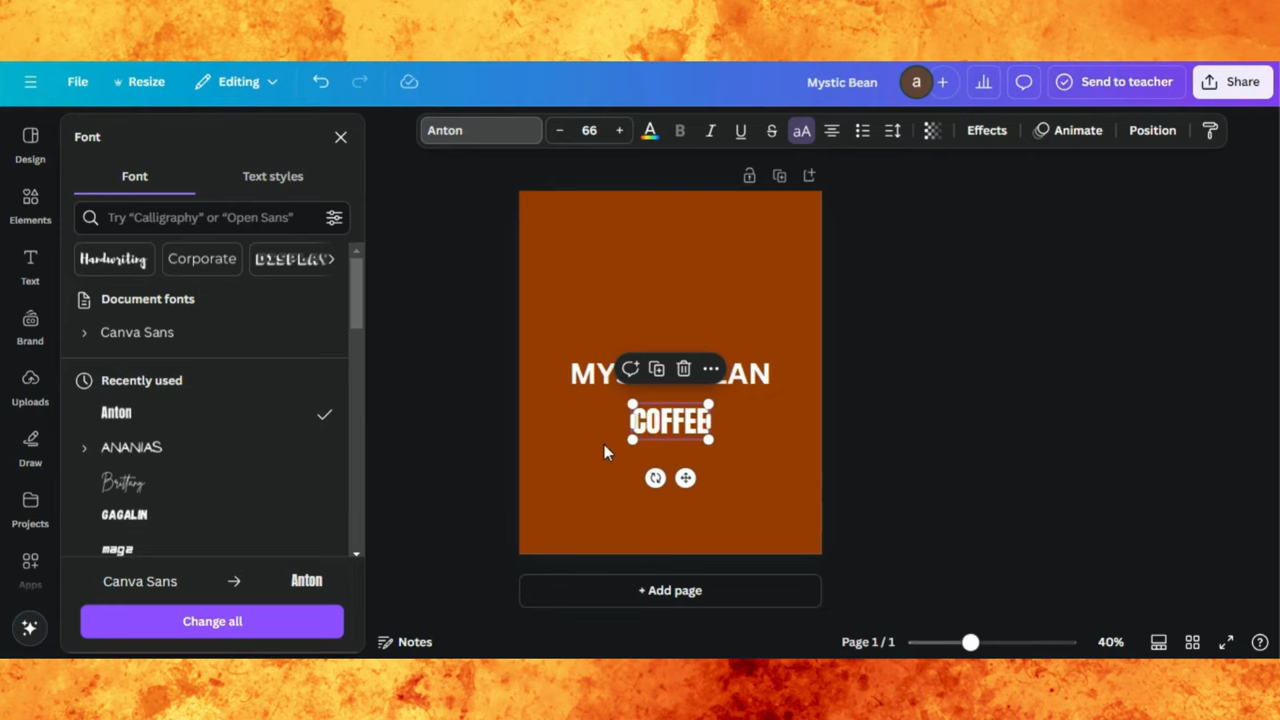 File
Resize
Editing
Mystic Bean
a
+
Send to teacher
Share
Design
Elements
Text
Brand
Uploads
Draw
Projects
Apps
Font
Font
Text styles
Try “Calligraphy” or “Open Sans”
Handwriting
Corporate
DISPLAY
Document fonts
Canva Sans
Recently used
Anton
ANANIAS
Brittany
GAGALIN
maga
Canva Sans → Anton
Change all
Anton
– 66 +
A B I U S aA
Effects
Animate
Position
COFFEE
+ Add page
Notes
Page 1 / 1
40%
?